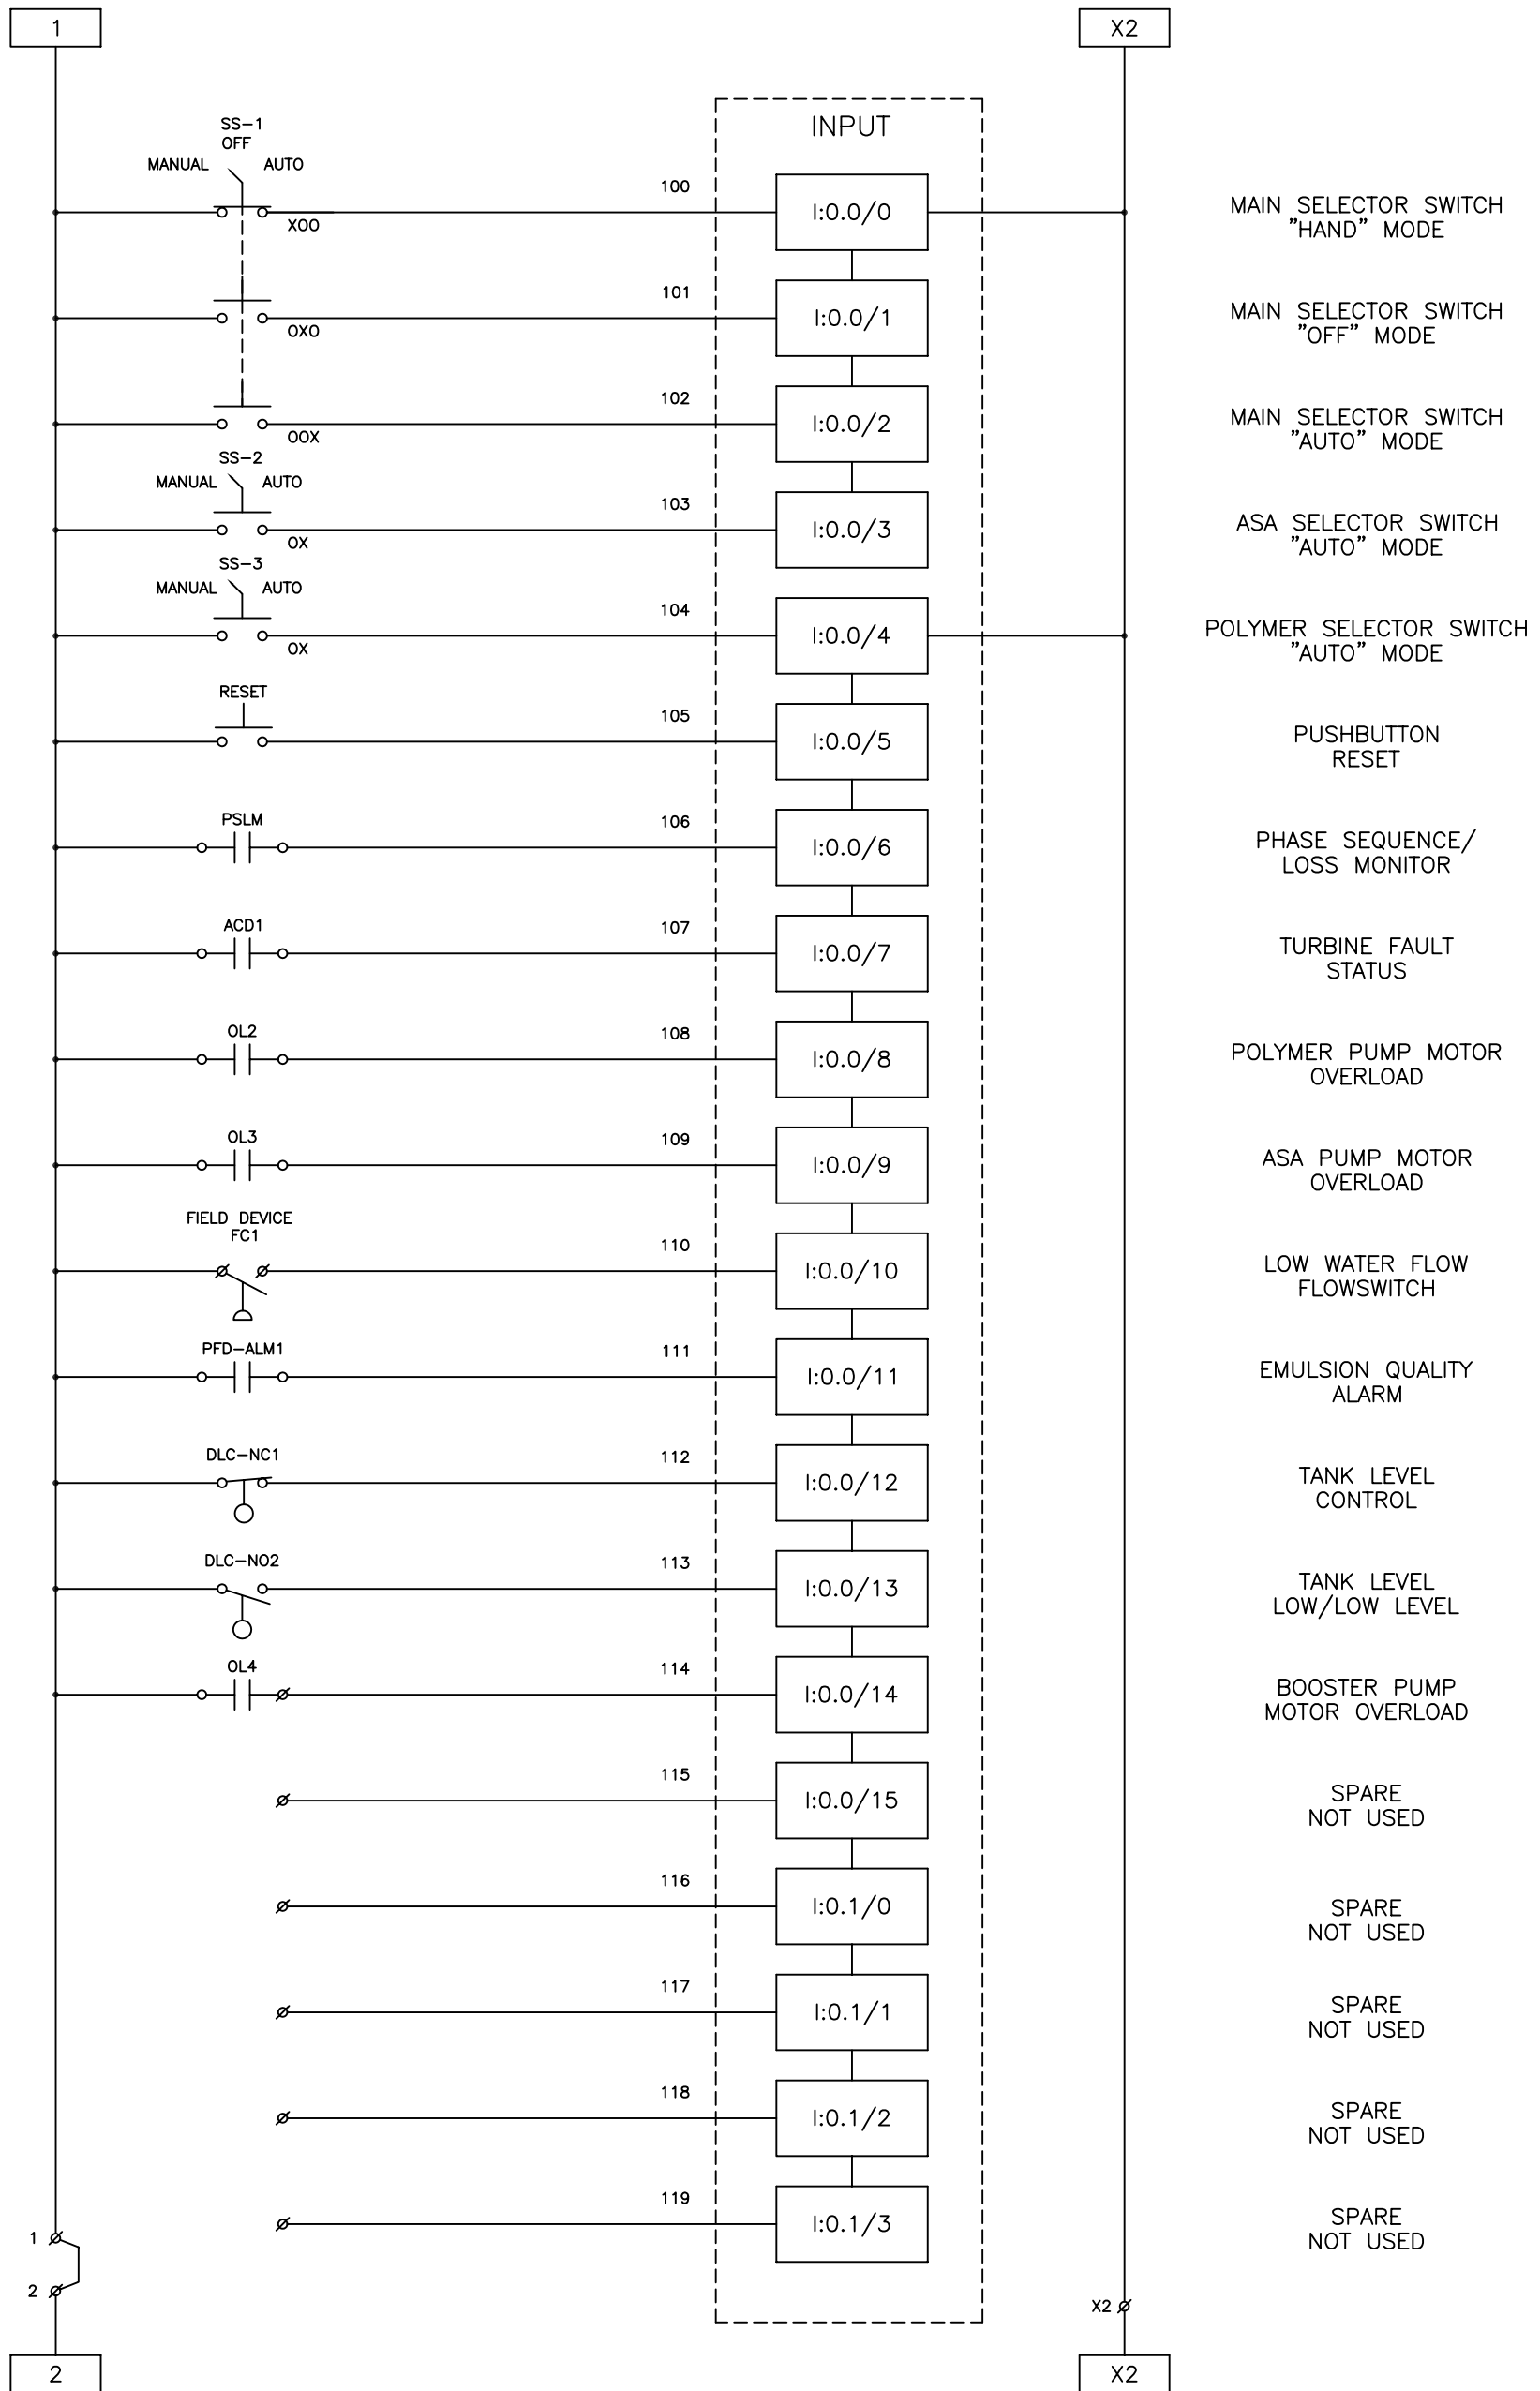 1
X2
INPUT
SS-1
OFF
MANUAL AUTO
XOO
100
I:0.0/0
MAIN SELECTOR SWITCH
"HAND" MODE
OXO
101
I:0.0/1
MAIN SELECTOR SWITCH
"OFF" MODE
OOX
102
I:0.0/2
MAIN SELECTOR SWITCH
"AUTO" MODE
SS-2
MANUAL AUTO
OX
103
I:0.0/3
ASA SELECTOR SWITCH
"AUTO" MODE
SS-3
MANUAL AUTO
OX
104
I:0.0/4
POLYMER SELECTOR SWITCH
"AUTO" MODE
RESET
105
I:0.0/5
PUSHBUTTON
RESET
PSLM
106
I:0.0/6
PHASE SEQUENCE/
LOSS MONITOR
ACD1
107
I:0.0/7
TURBINE FAULT
STATUS
OL2
108
I:0.0/8
POLYMER PUMP MOTOR
OVERLOAD
OL3
109
I:0.0/9
ASA PUMP MOTOR
OVERLOAD
FIELD DEVICE
FC1
110
I:0.0/10
LOW WATER FLOW
FLOWSWITCH
PFD-ALM1
111
I:0.0/11
EMULSION QUALITY
ALARM
DLC-NC1
112
I:0.0/12
TANK LEVEL
CONTROL
DLC-NO2
113
I:0.0/13
TANK LEVEL
LOW/LOW LEVEL
OL4
114
I:0.0/14
BOOSTER PUMP
MOTOR OVERLOAD
115
I:0.0/15
SPARE
NOT USED
116
I:0.1/0
SPARE
NOT USED
117
I:0.1/1
SPARE
NOT USED
118
I:0.1/2
SPARE
NOT USED
119
I:0.1/3
SPARE
NOT USED
1
2
X2
2
X2